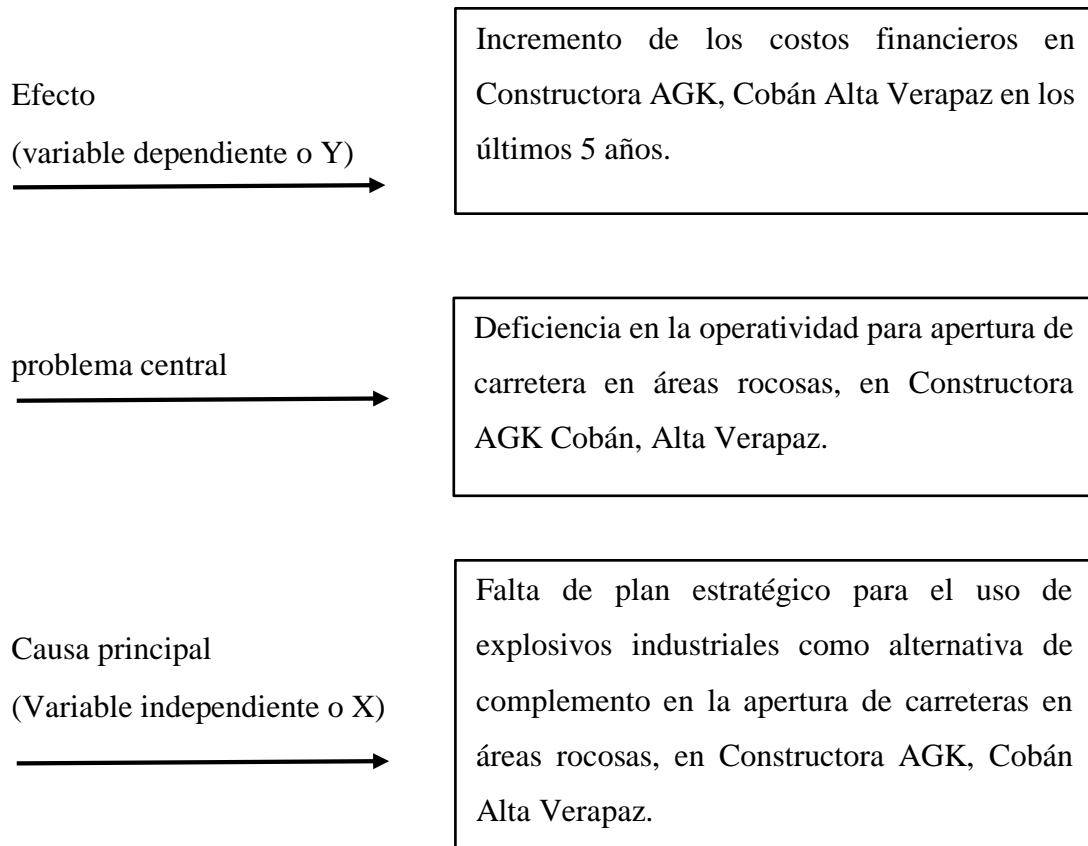 Efecto
(variable dependiente o Y)
Incremento de los costos financieros en
Constructora AGK, Cobán Alta Verapaz en los
últimos 5 años.
problema central
Deficiencia en la operatividad para apertura de
carretera en áreas rocosas, en Constructora
AGK Cobán, Alta Verapaz.
Causa principal
(Variable independiente o X)
Falta de plan estratégico para el uso de
explosivos industriales como alternativa de
complemento en la apertura de carreteras en
áreas rocosas, en Constructora AGK, Cobán
Alta Verapaz.